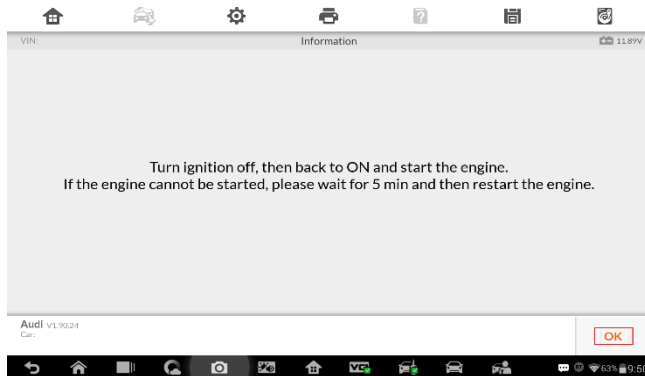 VIN:
Information
11.89V
Turn ignition off, then back to ON and start the engine.
If the engine cannot be started, please wait for 5 min and then restart the engine.
Audi V1.90.24
Car:
OK
63% 9:50